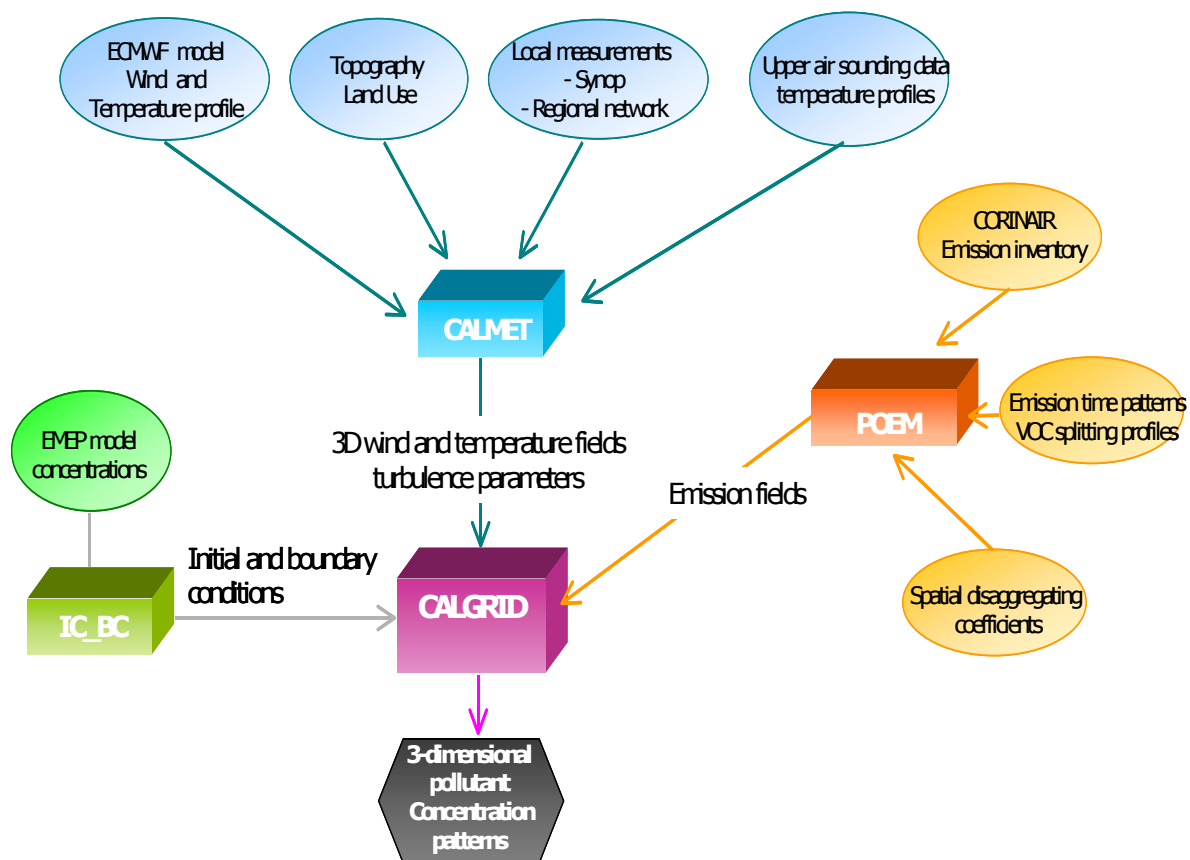 ECMWF model
Wind and
Temperature profile
Topography
Land Use
Local measurements
- Synop
- Regional network
Upper air sounding data
temperature profiles
CORINAIR
Emission inventory
CALMET
POEM
Emission time patterns
VOC splitting profiles
EMEP model
concentrations
3D wind and temperature fields
turbulence parameters
Emission fields
Initial and boundary
conditions
IC_BC
CALGRID
Spatial disaggregating
coefficients
3-dimensional
pollutant
Concentration
patterns